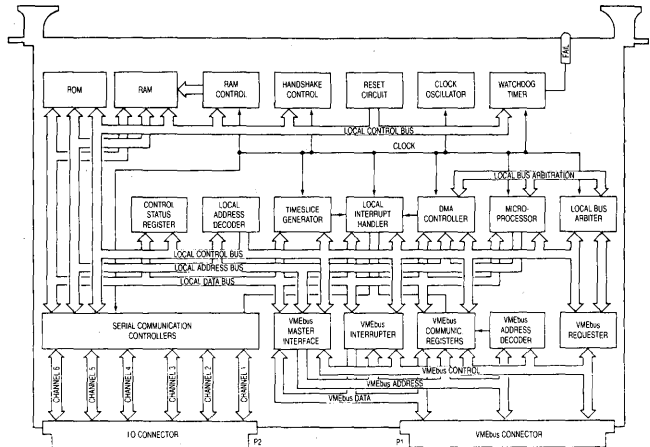 FAIL
ROM
RAM
RAM
CONTROL
HANDSHAKE
CONTROL
RESET
CIRCUIT
CLOCK
OSCILLATOR
WATCHDOG
TIMER
LOCAL CONTROL BUS
CLOCK
LOCAL BUS ARBITRATION
CONTROL
STATUS
REGISTER
LOCAL
ADDRESS
DECODER
TIMESLICE
GENERATOR
LOCAL
INTERRUPT
HANDLER
DMA
CONTROLLER
MICRO-
PROCESSOR
LOCAL BUS
ARBITER
LOCAL CONTROL BUS
LOCAL ADDRESS BUS
LOCAL DATA BUS
SERIAL COMMUNICATION
CONTROLLERS
VMEbus
MASTER
INTERFACE
VMEbus
INTERRUPTER
VMEbus
COMMUNIC
REGISTERS
VMEbus
ADDRESS
DECODER
VMEbus
REQUESTER
VMEbus CONTROL
VMEbus ADDRESS
VMEbus DATA
CHANNEL 6
CHANNEL 5
CHANNEL 4
CHANNEL 3
CHANNEL 2
CHANNEL 1
I O CONNECTOR
P2
P1
VMEbus CONNECTOR